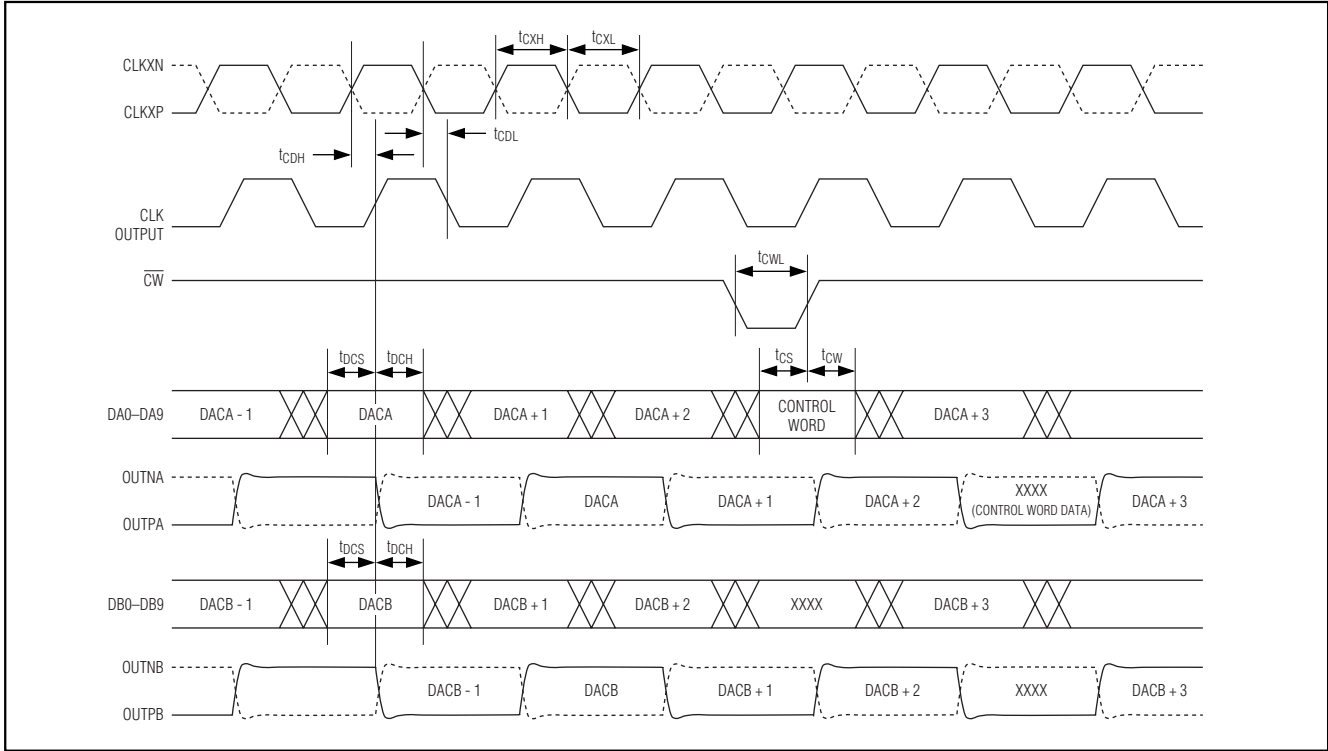 tCXH tCXL
CLKXN
CLKXP
tCDL
tCDH
CLK
OUTPUT
CW
tCWL
tDCS tDCH tCS tCW
DA0–DA9 DACA - 1 DACA DACA + 1 DACA + 2 CONTROL WORD DACA + 3
OUTNA
OUTPA
DACA - 1 DACA DACA + 1 DACA + 2 XXXX (CONTROL WORD DATA) DACA + 3
tDCS tDCH
DB0–DB9 DACB - 1 DACB DACB + 1 DACB + 2 XXXX DACB + 3
OUTNB
OUTPB
DACB - 1 DACB DACB + 1 DACB + 2 XXXX DACB + 3